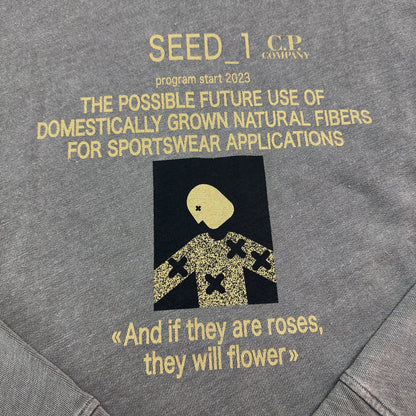 SEED_1 C.P. COMPANY
program start 2023
THE POSSIBLE FUTURE USE OF
DOMESTICALLY GROWN NATURAL FIBERS
FOR SPORTSWEAR APPLICATIONS
«And if they are roses,
they will flower»